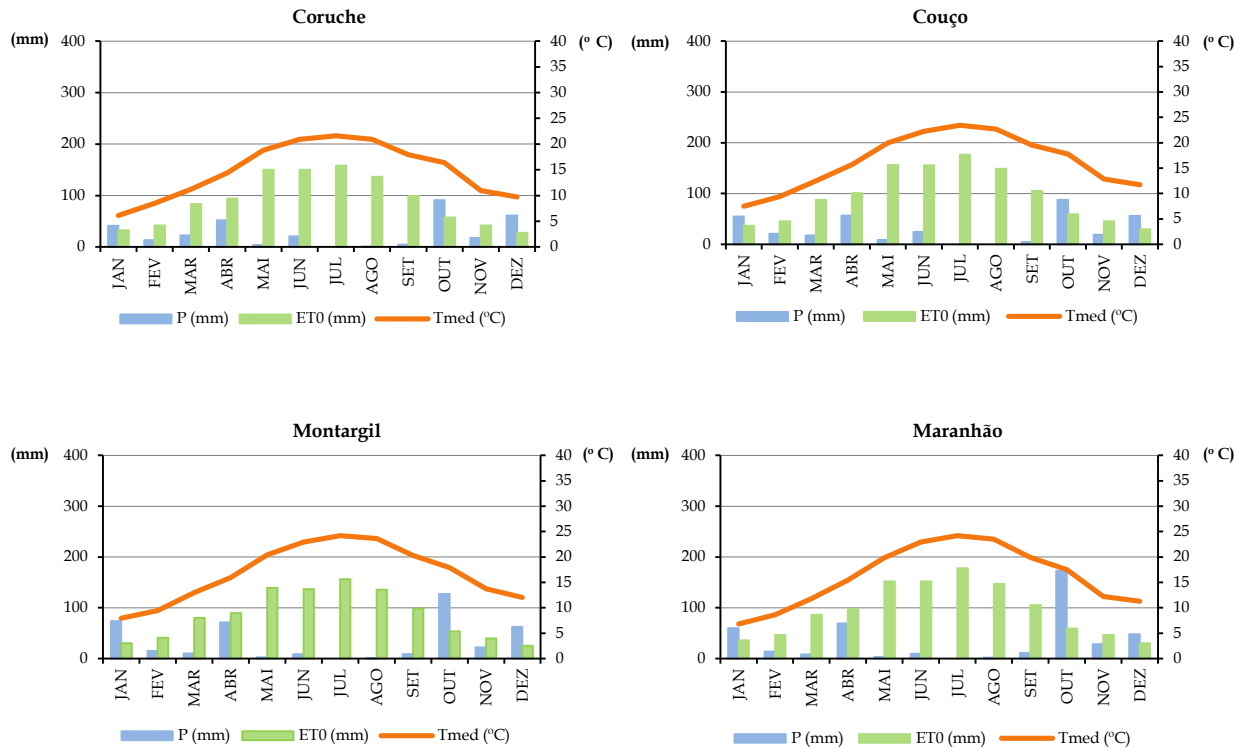 Coruche
(mm)
(º C)
400
300
200
100
0
40
35
30
25
20
15
10
5
0
JAN
FEV
MAR
ABR
MAI
JUN
JUL
AGO
SET
OUT
NOV
DEZ
P (mm) ET0 (mm) Tmed (ºC)
Couço
(mm)
(º C)
400
300
200
100
0
40
35
30
25
20
15
10
5
0
JAN
FEV
MAR
ABR
MAI
JUN
JUL
AGO
SET
OUT
NOV
DEZ
P (mm) ET0 (mm) Tmed (ºC)
Montargil
(mm)
(º C)
400
300
200
100
0
40
35
30
25
20
15
10
5
0
JAN
FEV
MAR
ABR
MAI
JUN
JUL
AGO
SET
OUT
NOV
DEZ
P (mm) ET0 (mm) Tmed (ºC)
Maranhão
(mm)
(º C)
400
300
200
100
0
40
35
30
25
20
15
10
5
0
JAN
FEV
MAR
ABR
MAI
JUN
JUL
AGO
SET
OUT
NOV
DEZ
P (mm) ET0 (mm) Tmed (ºC)